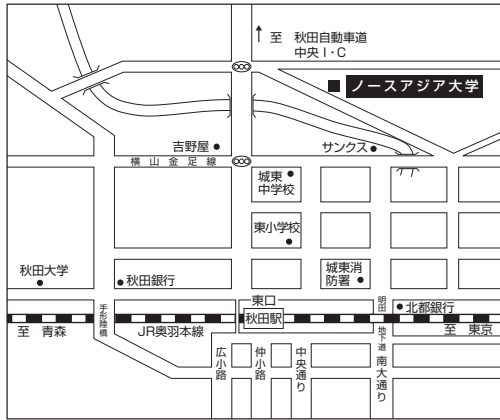 至 秋田自動車道
中央I・C
ノースアジア大学
吉野屋
サンクス
横山金足線
城東
中学校
東小学校
秋田大学
秋田銀行
城東消
防署
手形陸橋
東口
秋田駅
明田
地下道
北都銀行
至 青森
JR奥羽本線
至 東京
広小路
仲小路
中央通り
南大通り